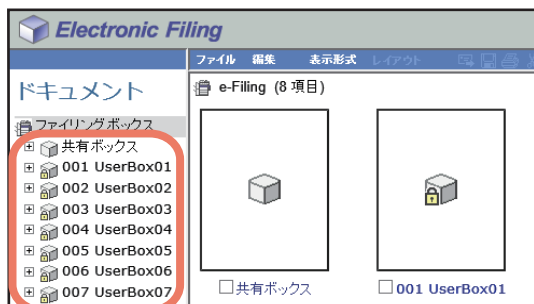 Electronic Filing
ファイル 編集 表示形式 レイアウト
ドキュメント
e-Filing (8 項目)
ファイリングボックス
共有ボックス
001 UserBox01
002 UserBox02
003 UserBox03
004 UserBox04
005 UserBox05
006 UserBox06
007 UserBox07
共有ボックス
001 UserBox01